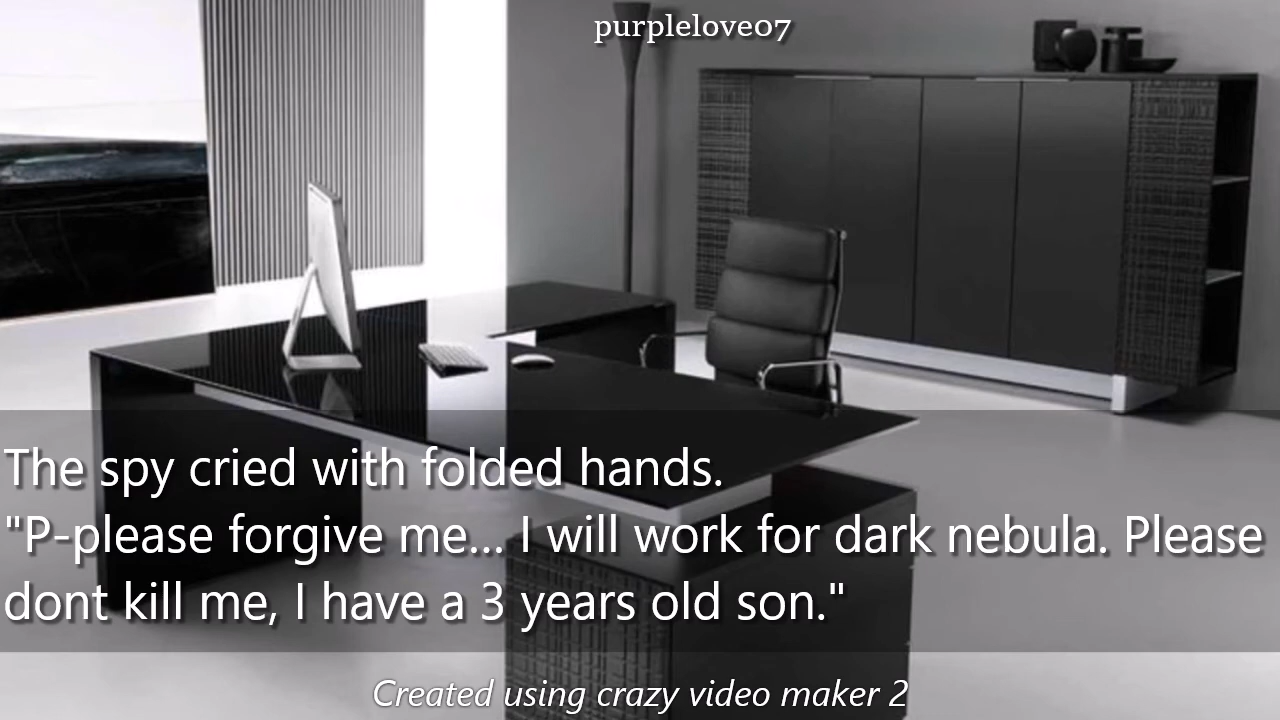 purplelove07
The spy cried with folded hands.
"P-please forgive me... I will work for dark nebula. Please
dont kill me, I have a 3 years old son."
Created using crazy video maker 2